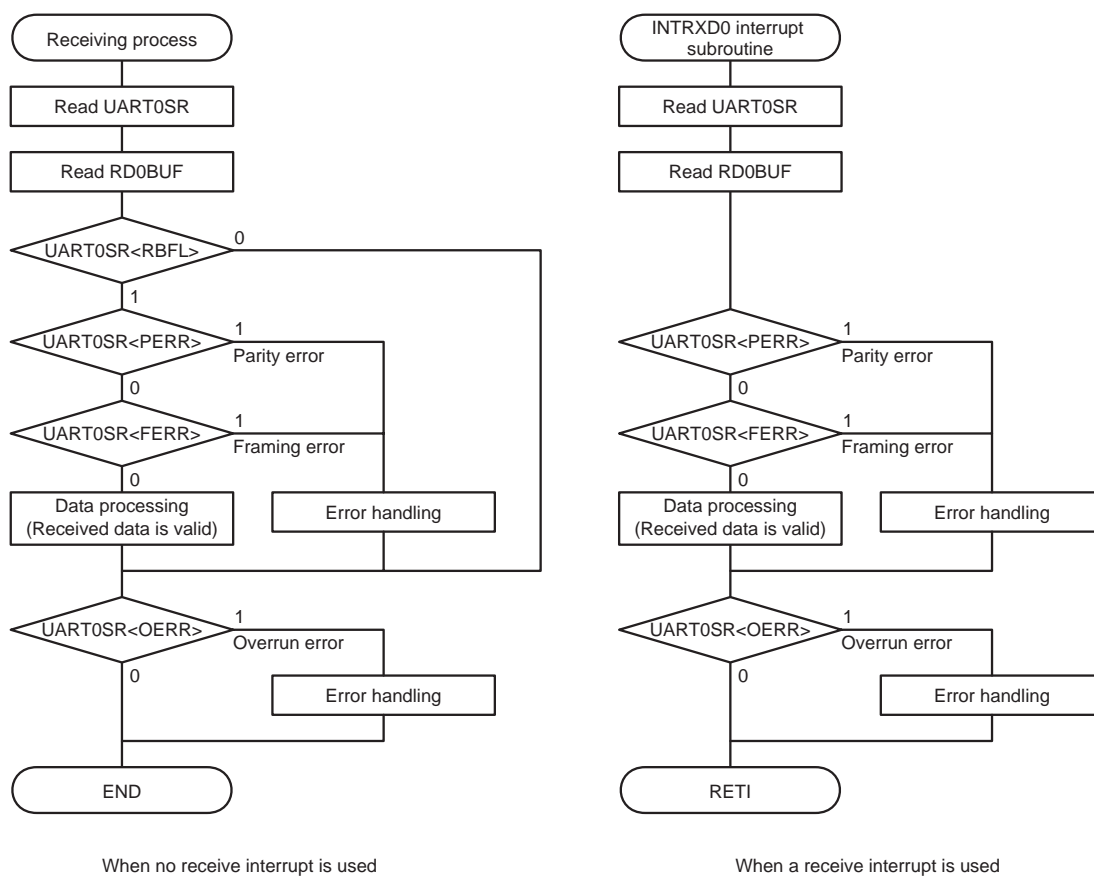 Receiving process
Read UART0SR
Read RD0BUF
UART0SR<RBFL>
0
1
UART0SR<PERR>
1
Parity error
0
UART0SR<FERR>
1
Framing error
0
Data processing
(Received data is valid)
Error handling
UART0SR<OERR>
1
Overrun error
0
Error handling
END
When no receive interrupt is used
INTRXD0 interrupt
subroutine
Read UART0SR
Read RD0BUF
UART0SR<PERR>
1
Parity error
0
UART0SR<FERR>
1
Framing error
0
Data processing
(Received data is valid)
Error handling
UART0SR<OERR>
1
Overrun error
0
Error handling
RETI
When a receive interrupt is used